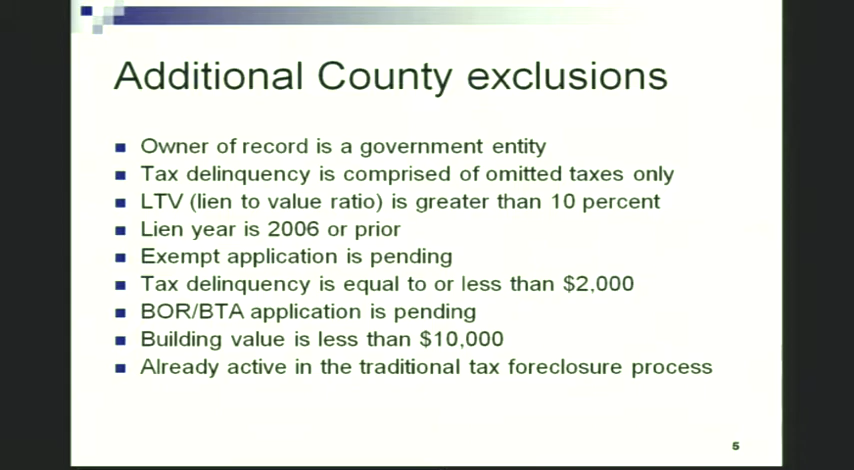 Additional County exclusions
Owner of record is a government entity
Tax delinquency is comprised of omitted taxes only
LTV (lien to value ratio) is greater than 10 percent
Lien year is 2006 or prior
Exempt application is pending
Tax delinquency is equal to or less than $2,000
BOR/BTA application is pending
Building value is less than $10,000
Already active in the traditional tax foreclosure process
5